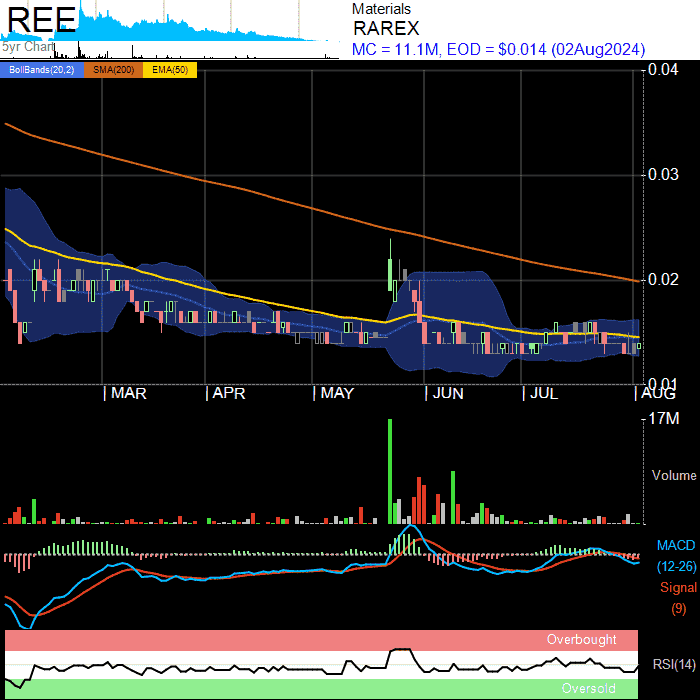 REE
5yr Chart
Materials
RAREX
MC = 11.1M, EOD = $0.014 (02Aug2024)
BollBands(20,2) SMA(200) EMA(50)
0.04
0.03
0.02
0.01
MAR APR MAY JUN JUL AUG
17M
Volume
MACD
(12-26)
Signal
(9)
Overbought
RSI(14)
Oversold